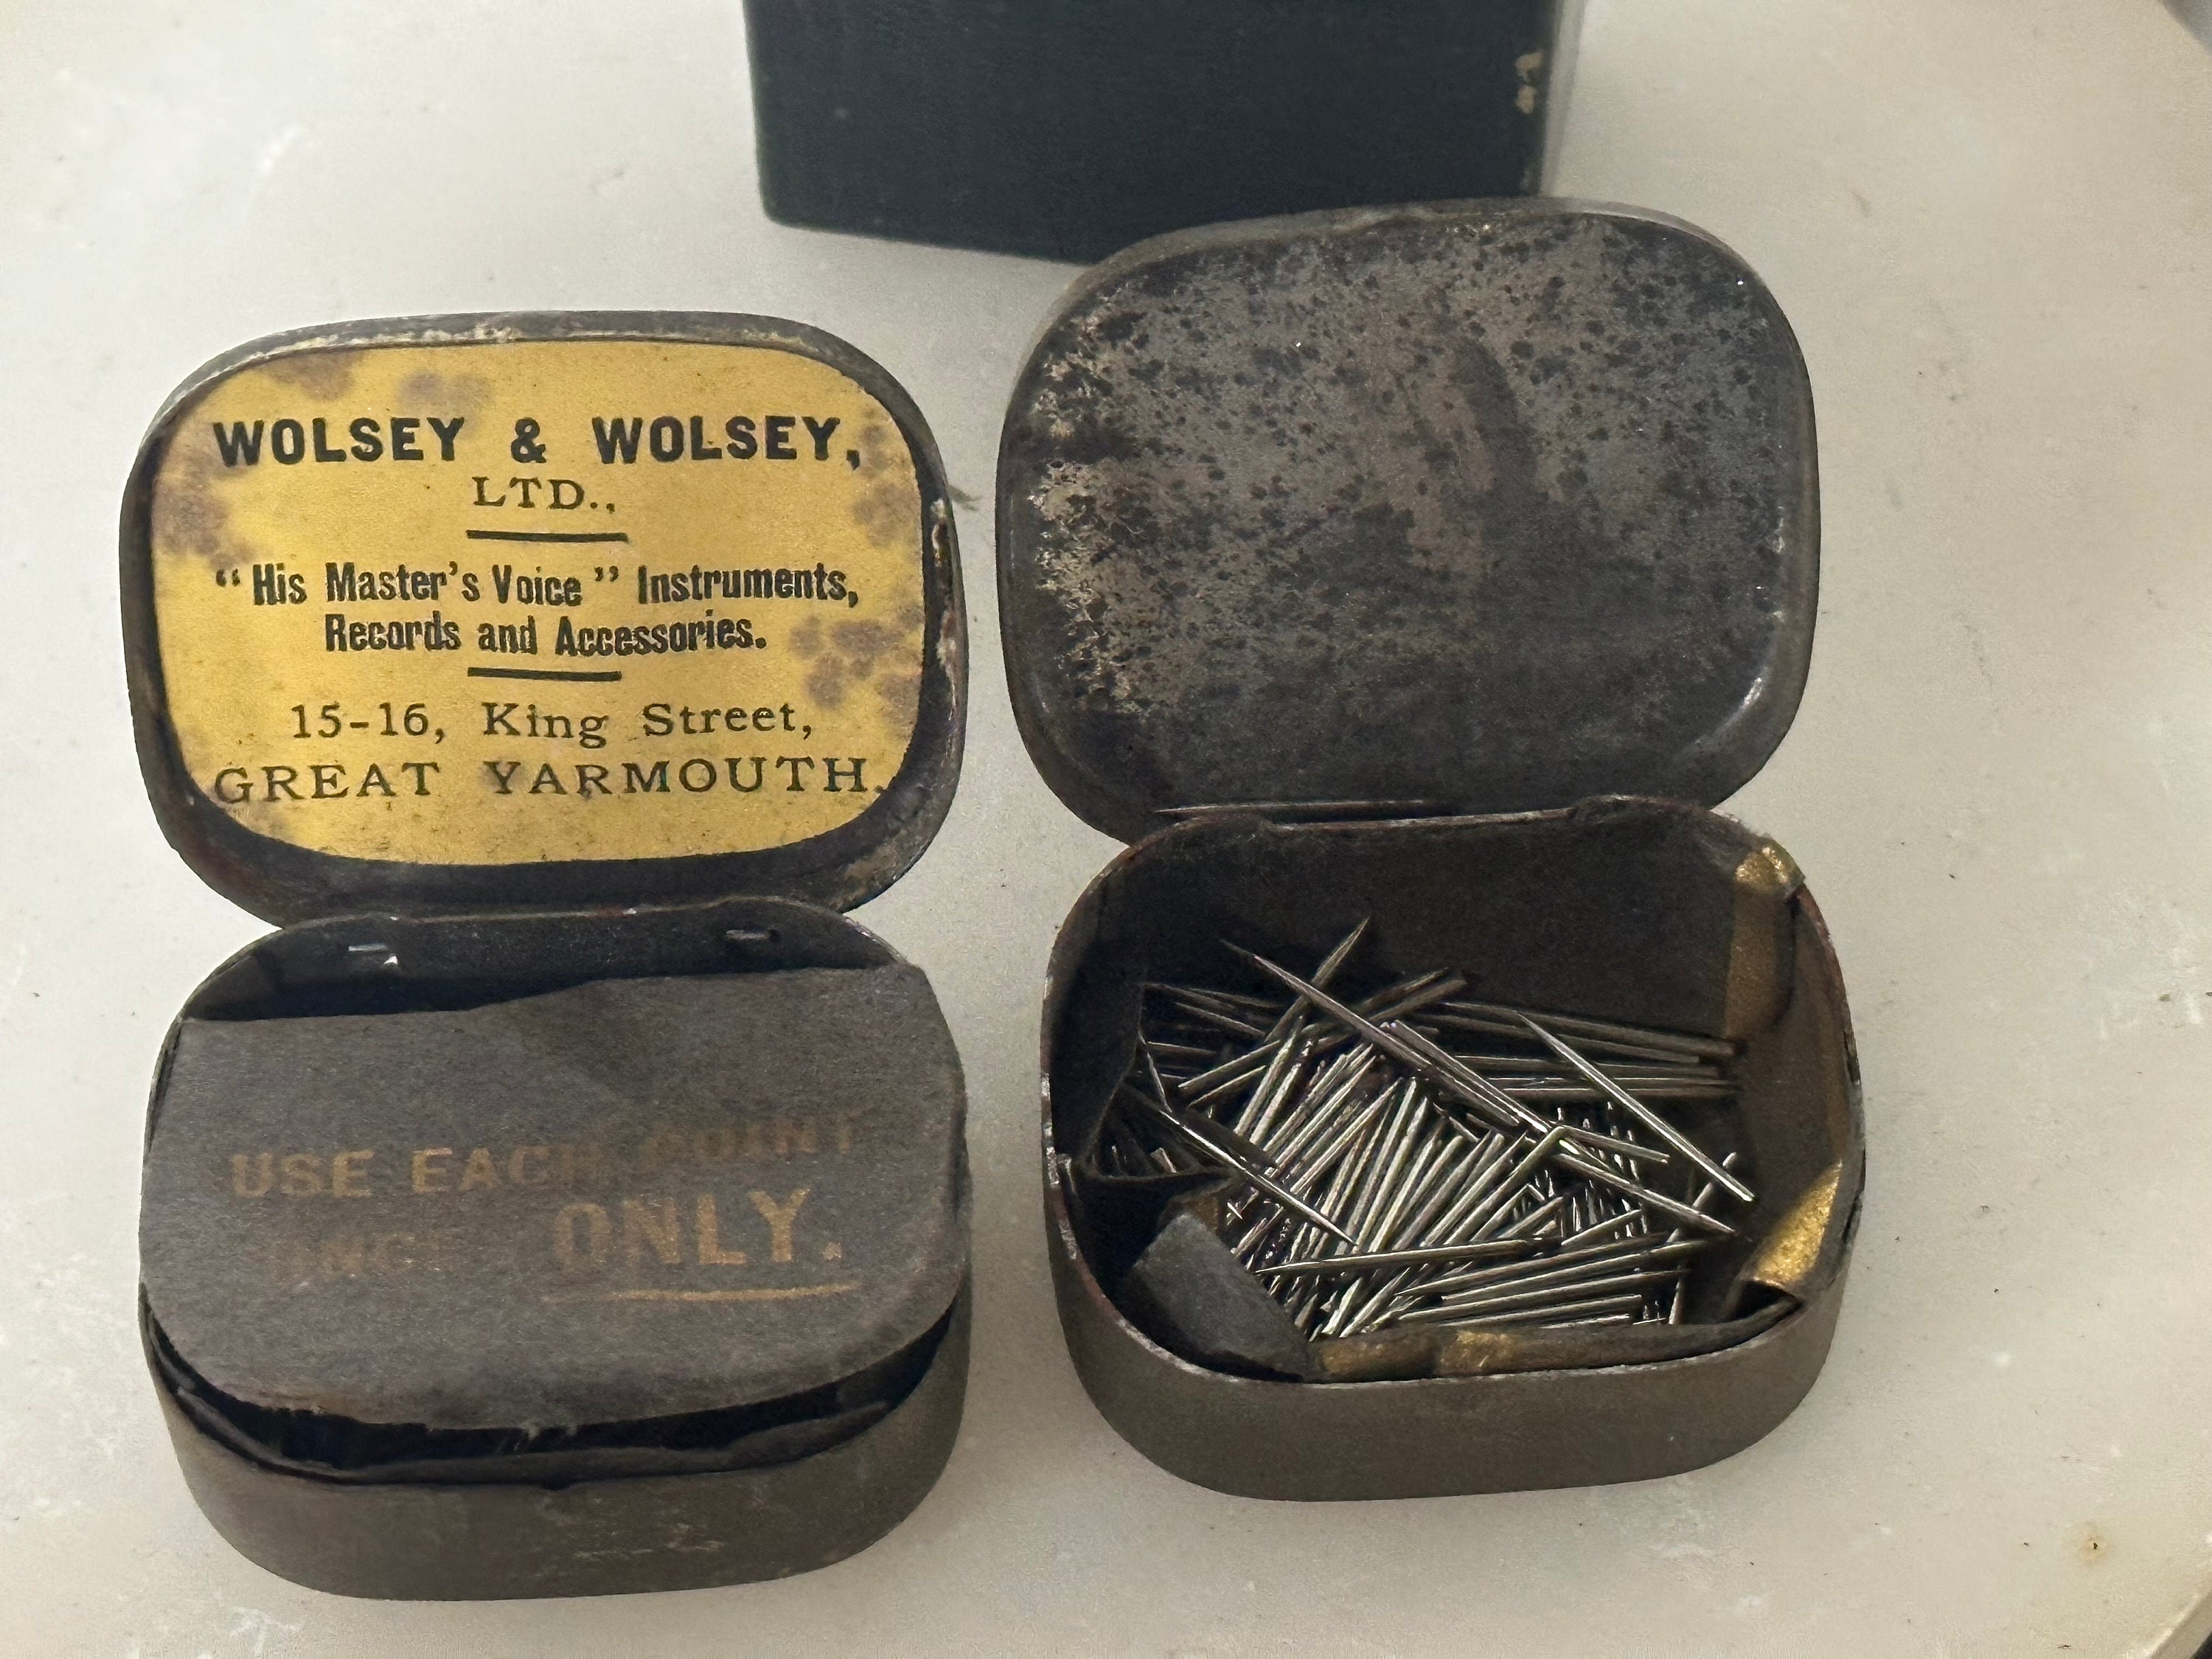 WOLSEY & WOLSEY,
LTD.,
"His Master's Voice" Instruments,
Records and Accessories.
15-16, King Street,
GREAT YARMOUTH.
USE EACH POINT
ONLY.